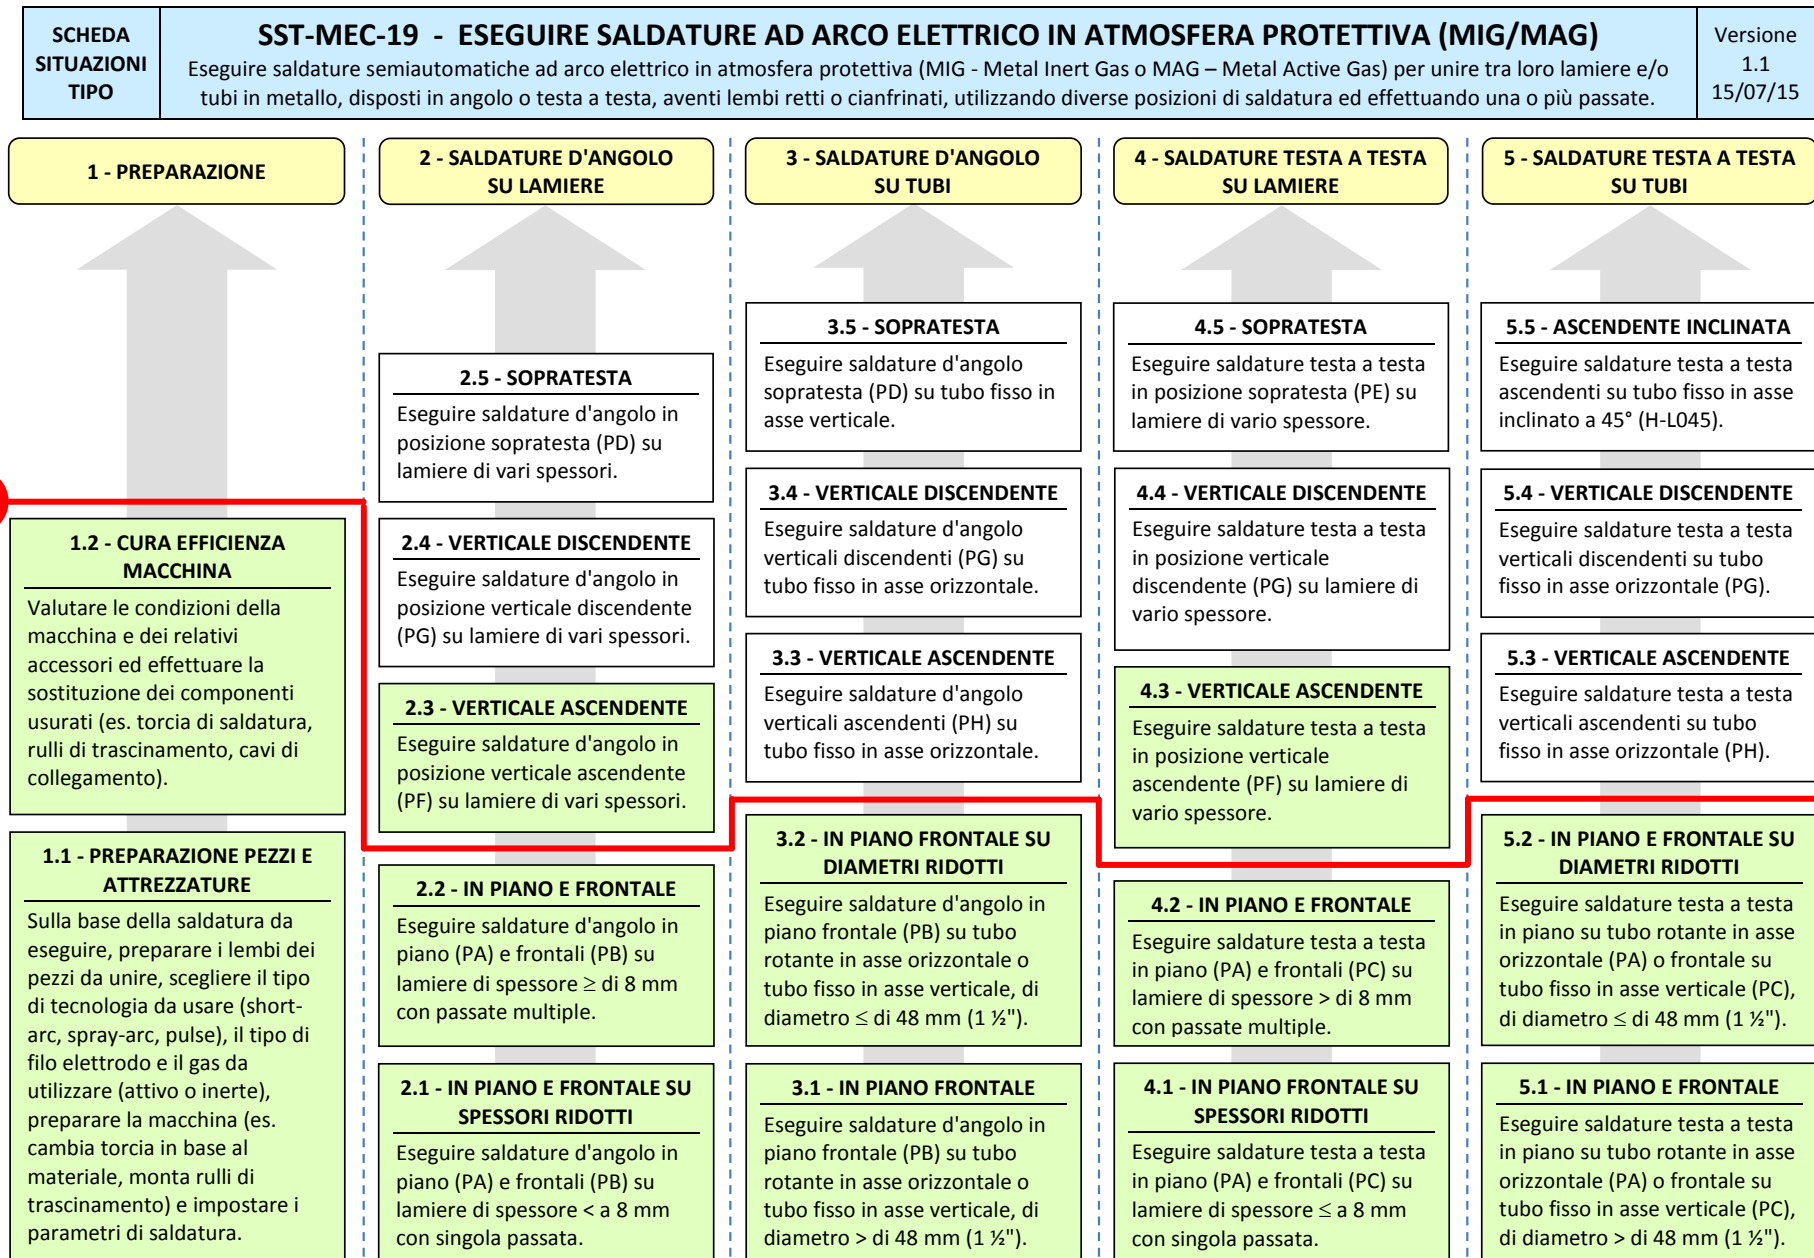 SCHEDA
SITUAZIONI
TIPO
SST-MEC-19 - ESEGUIRE SALDATURE AD ARCO ELETTRICO IN ATMOSFERA PROTETTIVA (MIG/MAG)
Eseguire saldature semiautomatiche ad arco elettrico in atmosfera protettiva (MIG - Metal Inert Gas o MAG – Metal Active Gas) per unire tra loro lamiere e/o
tubi in metallo, disposti in angolo o testa a testa, aventi lembi retti o cianfrinati, utilizzando diverse posizioni di saldatura ed effettuando una o più passate.
Versione
1.1
15/07/15
1 - PREPARAZIONE
1.2 - CURA EFFICIENZA
MACCHINA
Valutare le condizioni della
macchina e dei relativi
accessori ed effettuare la
sostituzione dei componenti
usurati (es. torcia di saldatura,
rulli di trascinamento, cavi di
collegamento).
1.1 - PREPARAZIONE PEZZI E
ATTREZZATURE
Sulla base della saldatura da
eseguire, preparare i lembi dei
pezzi da unire, scegliere il tipo
di tecnologia da usare (short-
arc, spray-arc, pulse), il tipo di
filo elettrodo e il gas da
utilizzare (attivo o inerte),
preparare la macchina (es.
cambia torcia in base al
materiale, monta rulli di
trascinamento) e impostare i
parametri di saldatura.
2 - SALDATURE D'ANGOLO
SU LAMIERE
2.5 - SOPRATESTA
Eseguire saldature d'angolo in
posizione sopratesta (PD) su
lamiere di vari spessori.
2.4 - VERTICALE DISCENDENTE
Eseguire saldature d'angolo in
posizione verticale discendente
(PG) su lamiere di vari spessori.
2.3 - VERTICALE ASCENDENTE
Eseguire saldature d'angolo in
posizione verticale ascendente
(PF) su lamiere di vari spessori.
2.2 - IN PIANO E FRONTALE
Eseguire saldature d'angolo in
piano (PA) e frontali (PB) su
lamiere di spessore ≥ di 8 mm
con passate multiple.
2.1 - IN PIANO E FRONTALE SU
SPESSORI RIDOTTI
Eseguire saldature d'angolo in
piano (PA) e frontali (PB) su
lamiere di spessore < a 8 mm
con singola passata.
3 - SALDATURE D'ANGOLO
SU TUBI
3.5 - SOPRATESTA
Eseguire saldature d'angolo
sopratesta (PD) su tubo fisso in
asse verticale.
3.4 - VERTICALE DISCENDENTE
Eseguire saldature d'angolo
verticali discendenti (PG) su
tubo fisso in asse orizzontale.
3.3 - VERTICALE ASCENDENTE
Eseguire saldature d'angolo
verticali ascendenti (PH) su
tubo fisso in asse orizzontale.
3.2 - IN PIANO FRONTALE SU
DIAMETRI RIDOTTI
Eseguire saldature d'angolo in
piano frontale (PB) su tubo
rotante in asse orizzontale o
tubo fisso in asse verticale, di
diametro ≤ di 48 mm (1 ½").
3.1 - IN PIANO FRONTALE
Eseguire saldature d'angolo in
piano frontale (PB) su tubo
rotante in asse orizzontale o
tubo fisso in asse verticale, di
diametro > di 48 mm (1 ½").
4 - SALDATURE TESTA A TESTA
SU LAMIERE
4.5 - SOPRATESTA
Eseguire saldature testa a testa
in posizione sopratesta (PE) su
lamiere di vario spessore.
4.4 - VERTICALE DISCENDENTE
Eseguire saldature testa a testa
in posizione verticale
discendente (PG) su lamiere di
vario spessore.
4.3 - VERTICALE ASCENDENTE
Eseguire saldature testa a testa
in posizione verticale
ascendente (PF) su lamiere di
vario spessore.
4.2 - IN PIANO E FRONTALE
Eseguire saldature testa a testa
in piano (PA) e frontali (PC) su
lamiere di spessore > di 8 mm
con passate multiple.
4.1 - IN PIANO FRONTALE SU
SPESSORI RIDOTTI
Eseguire saldature testa a testa
in piano (PA) e frontali (PC) su
lamiere di spessore ≤ a 8 mm
con singola passata.
5 - SALDATURE TESTA A TESTA
SU TUBI
5.5 - ASCENDENTE INCLINATA
Eseguire saldature testa a testa
ascendenti su tubo fisso in asse
inclinato a 45° (H-L045).
5.4 - VERTICALE DISCENDENTE
Eseguire saldature testa a testa
verticali discendenti su tubo
fisso in asse orizzontale (PG).
5.3 - VERTICALE ASCENDENTE
Eseguire saldature testa a testa
verticali ascendenti su tubo
fisso in asse orizzontale (PH).
5.2 - IN PIANO E FRONTALE SU
DIAMETRI RIDOTTI
Eseguire saldature testa a testa
in piano su tubo rotante in asse
orizzontale (PA) o frontale su
tubo fisso in asse verticale (PC),
di diametro ≤ di 48 mm (1 ½").
5.1 - IN PIANO E FRONTALE
Eseguire saldature testa a testa
in piano su tubo rotante in asse
orizzontale (PA) o frontale su
tubo fisso in asse verticale (PC),
di diametro > di 48 mm (1 ½").